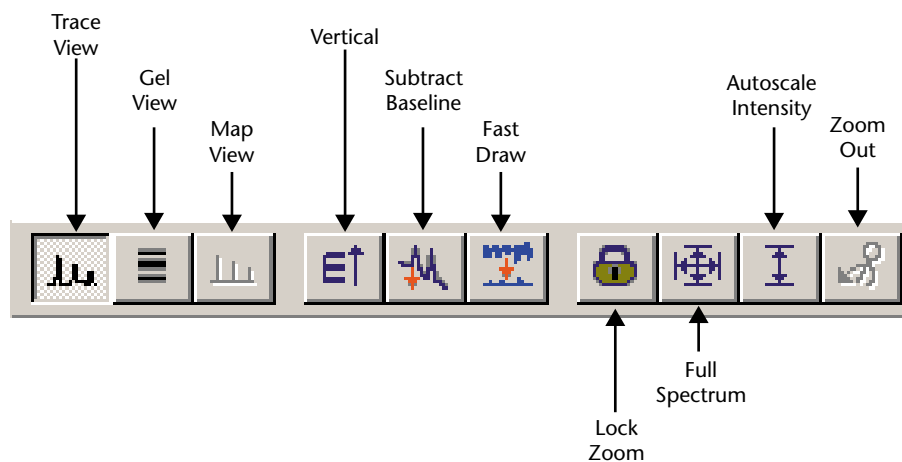 Trace
View
Gel
View
Map
View
Vertical
Subtract
Baseline
Fast
Draw
Autoscale
Intensity
Zoom
Out
Lock
Zoom
Full
Spectrum